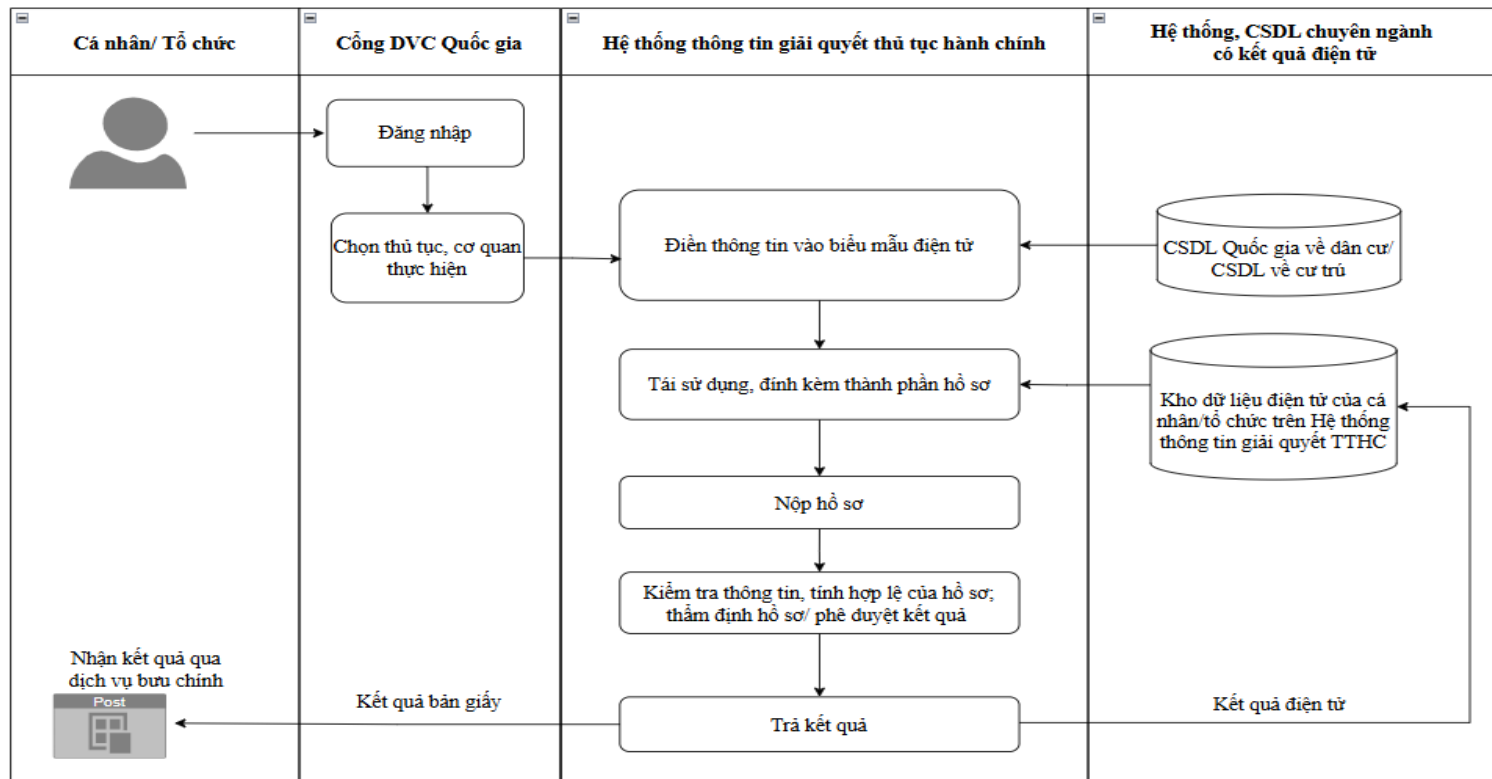 Cá nhân/ Tổ chức
Cổng DVC Quốc gia
Hệ thống thông tin giải quyết thủ tục hành chính
Hệ thống, CSDL chuyên ngành
có kết quả điện tử
Đăng nhập
Chọn thủ tục, cơ quan
thực hiện
Điền thông tin vào biểu mẫu điện tử
CSDL Quốc gia về dân cư/
CSDL về cư trú
Tái sử dụng, đính kèm thành phần hồ sơ
Kho dữ liệu điện tử của cá
nhân/tổ chức trên Hệ thống
thông tin giải quyết TTHC
Nộp hồ sơ
Kiểm tra thông tin, tính hợp lệ của hồ sơ;
thẩm định hồ sơ/ phê duyệt kết quả
Nhận kết quả qua
dịch vụ bưu chính
Post
Kết quả bản giấy
Trả kết quả
Kết quả điện tử